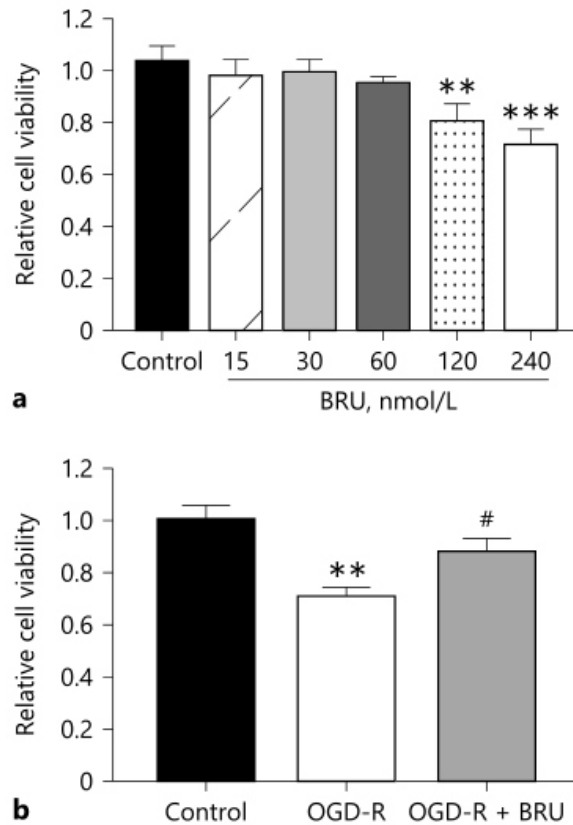 1.2
1.0
0.8
0.6
0.4
0.2
0
Relative cell viability
**
***
Control 15 30 60 120 240
BRU, nmol/L
a
1.2
1.0
0.8
0.6
0.4
0.2
0
Relative cell viability
**
#
Control OGD-R OGD-R + BRU
b